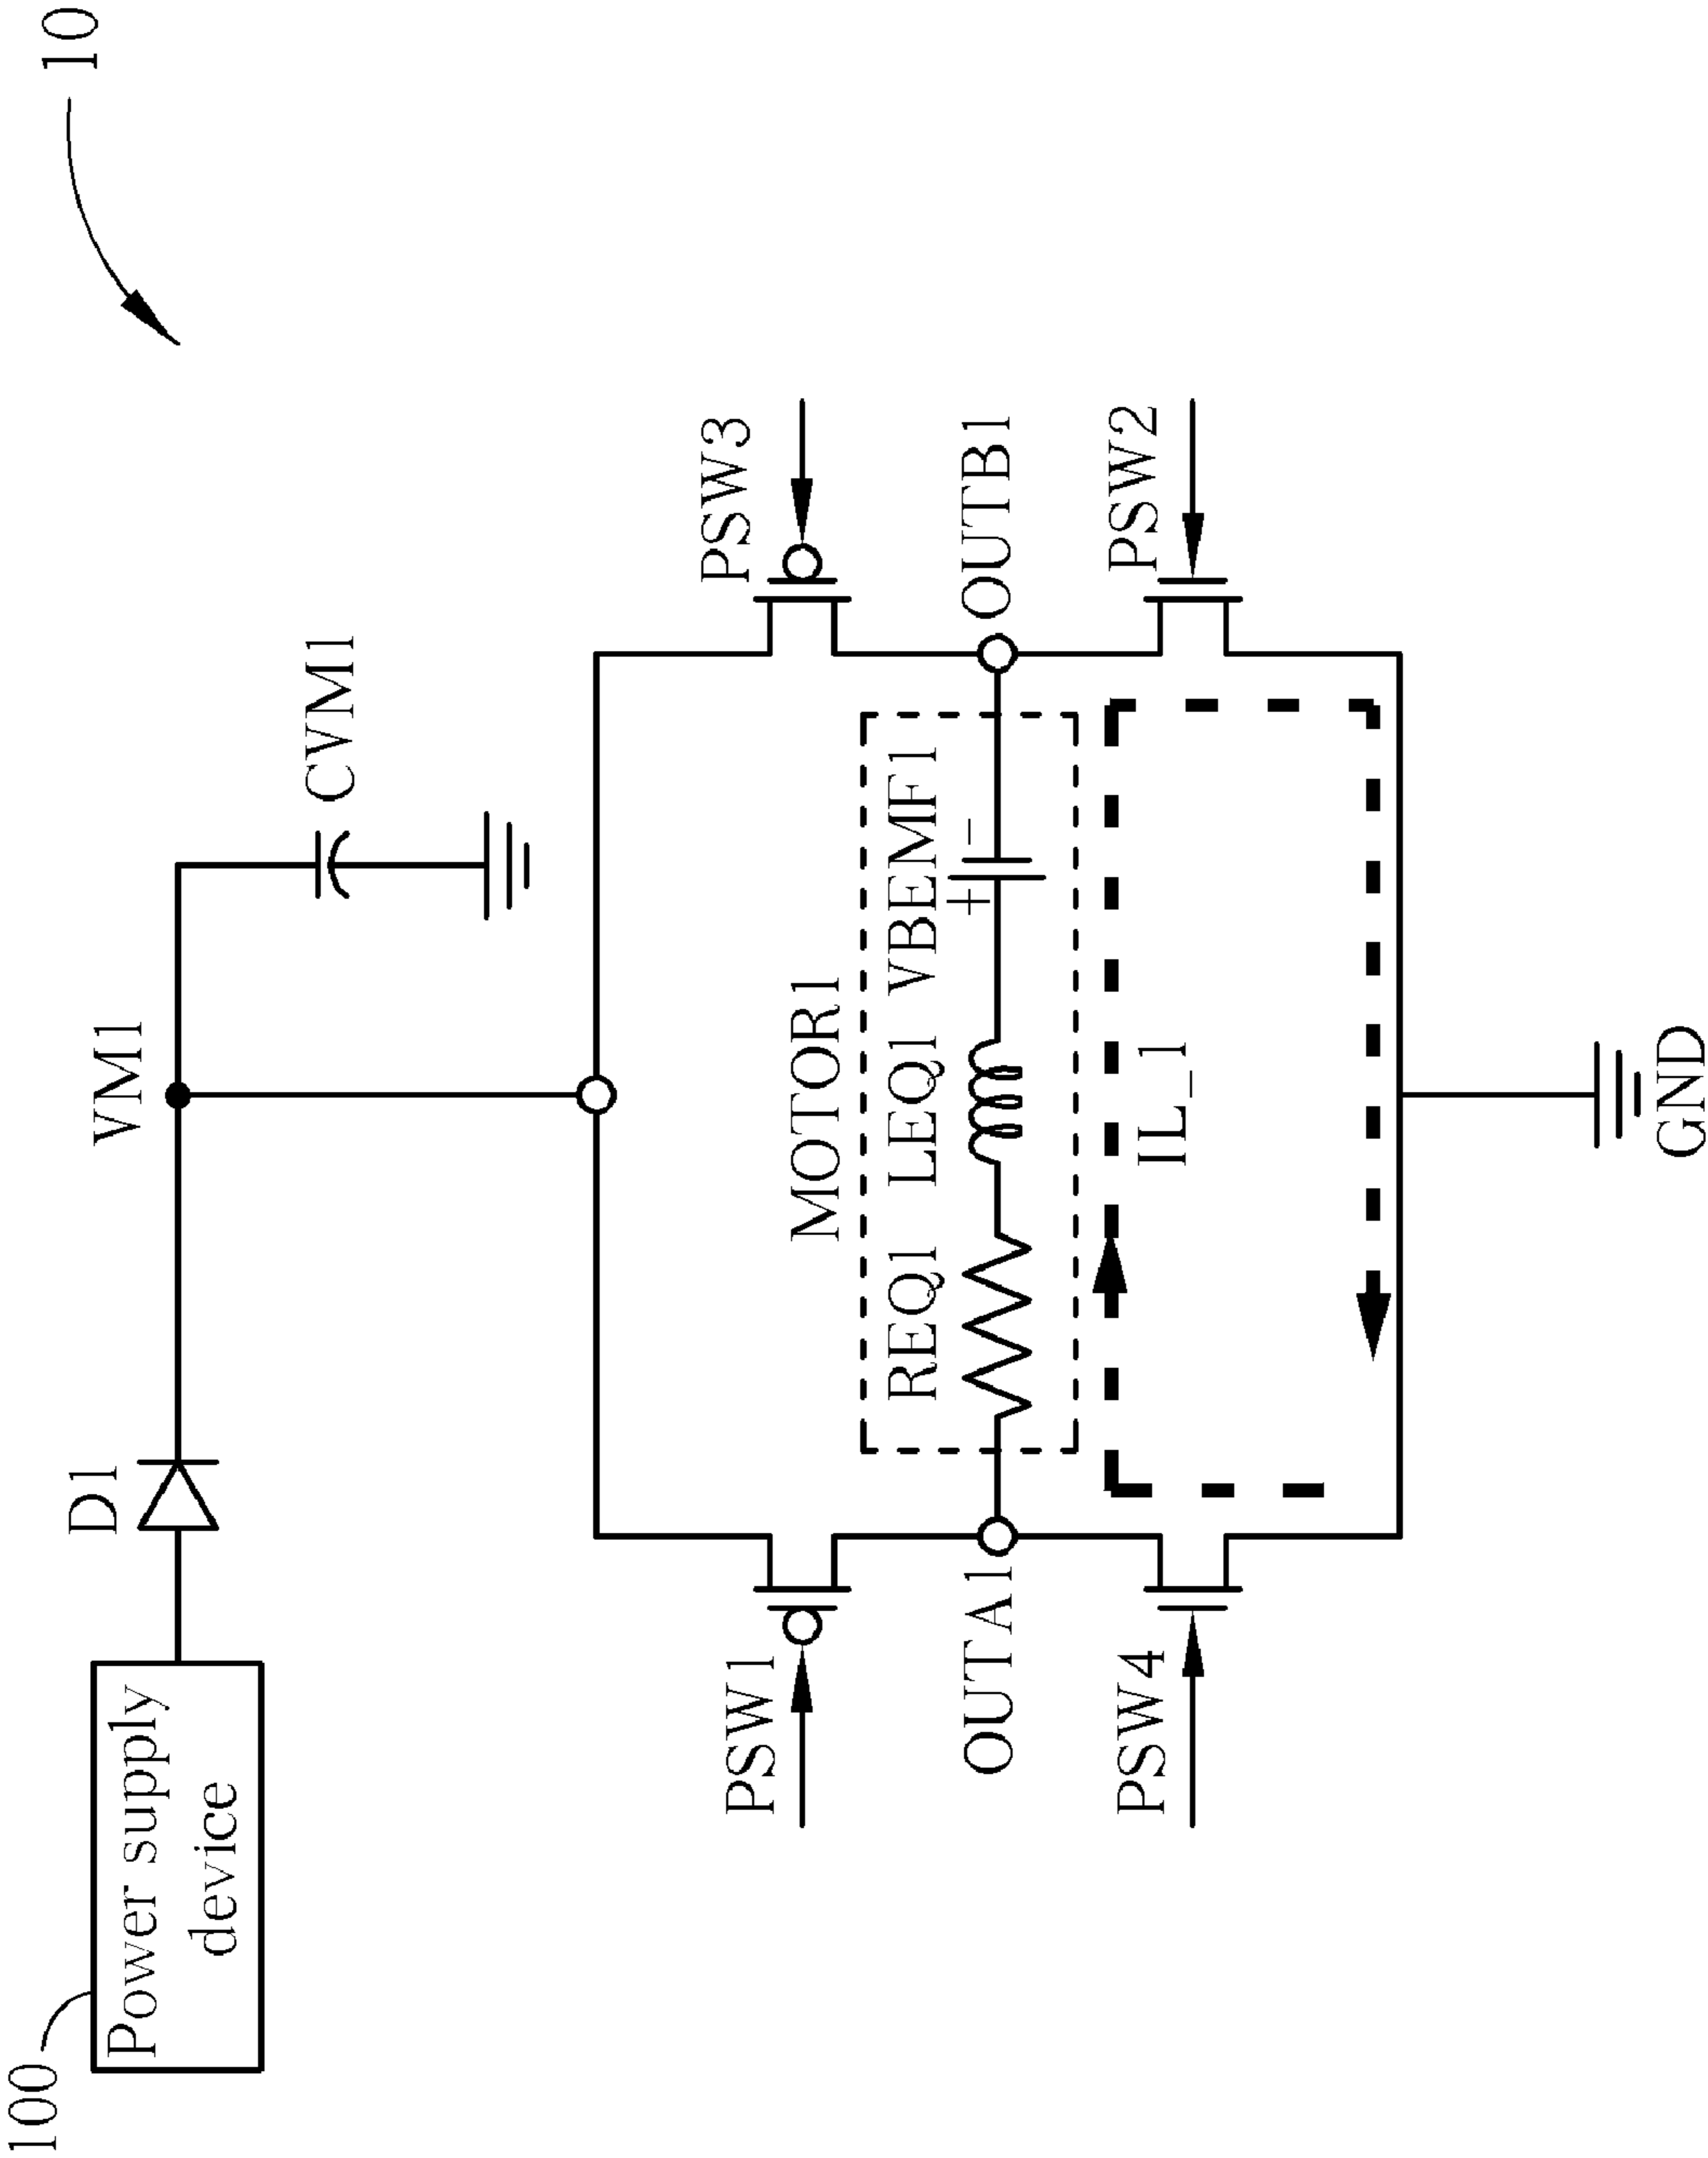 10
100
Power supply
device
D1
VM1
CVM1
PSW1
PSW3
MOTOR1
REQ1 LEQ1 VBEMF1
+ -
OUTA1
OUTB1
IL_1
PSW4
PSW2
GND